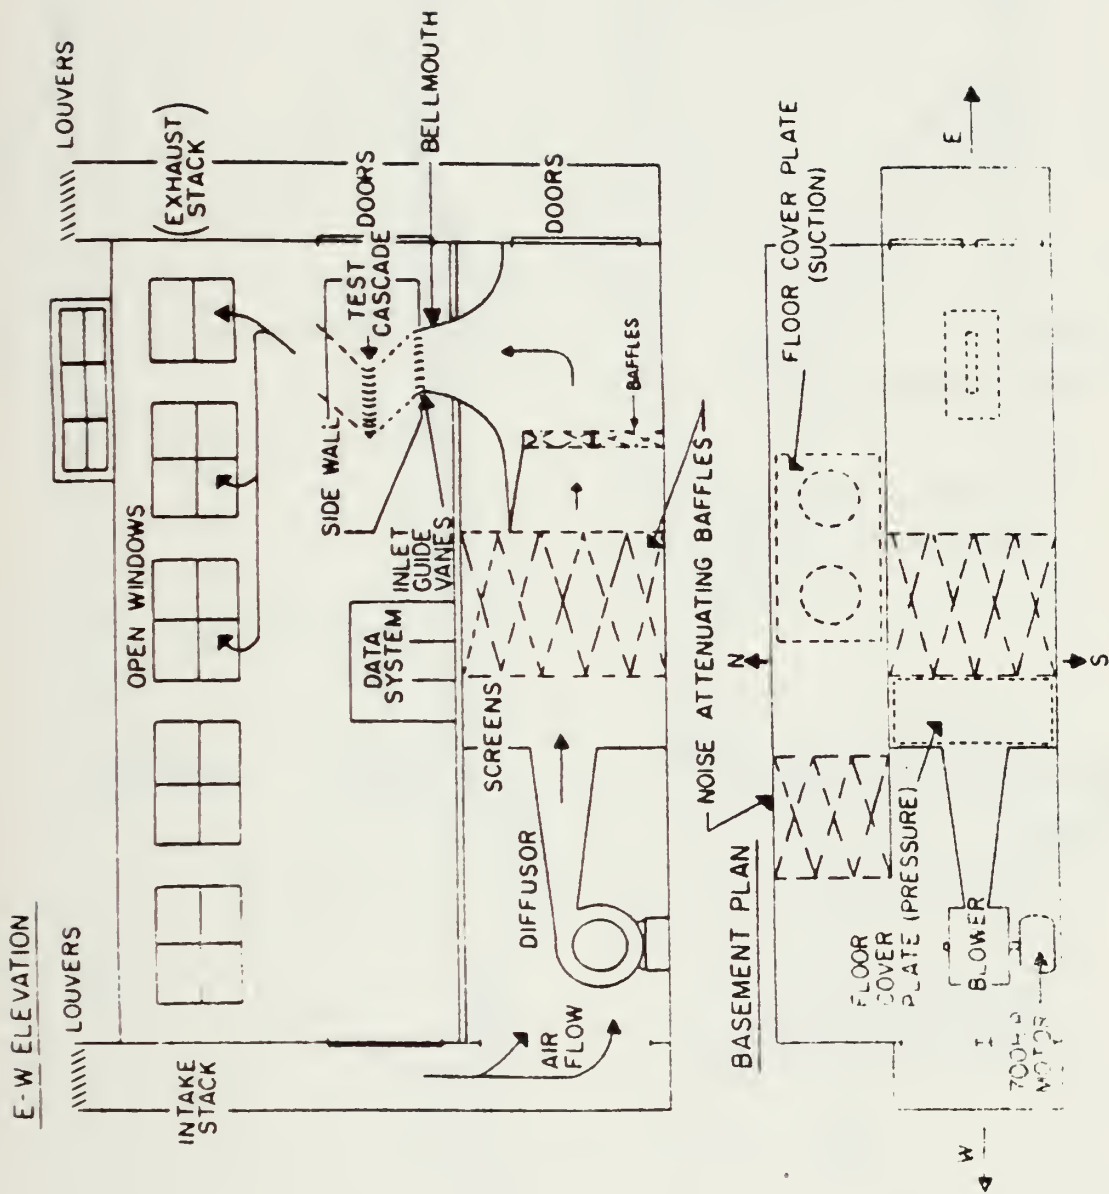 E-W ELEVATION
LOUVERS
LOUVERS
INTAKE
STACK
(EXHAUST
STACK)
OPEN WINDOWS
SIDE WALL
TEST
CASCADE
DOORS
BELLMOUTH
INLET
GUIDE
VANES
DATA
SYSTEM
SCREENS
DIFFUSOR
AIR
FLOW
BAFFLES
DOORS
NOISE ATTENUATING BAFFLES
BASEMENT PLAN
FLOOR COVER PLATE
(SUCTION)
N
S
E
W
FLOOR
COVER
PLATE (PRESSURE)
BLOWER
MOTOR